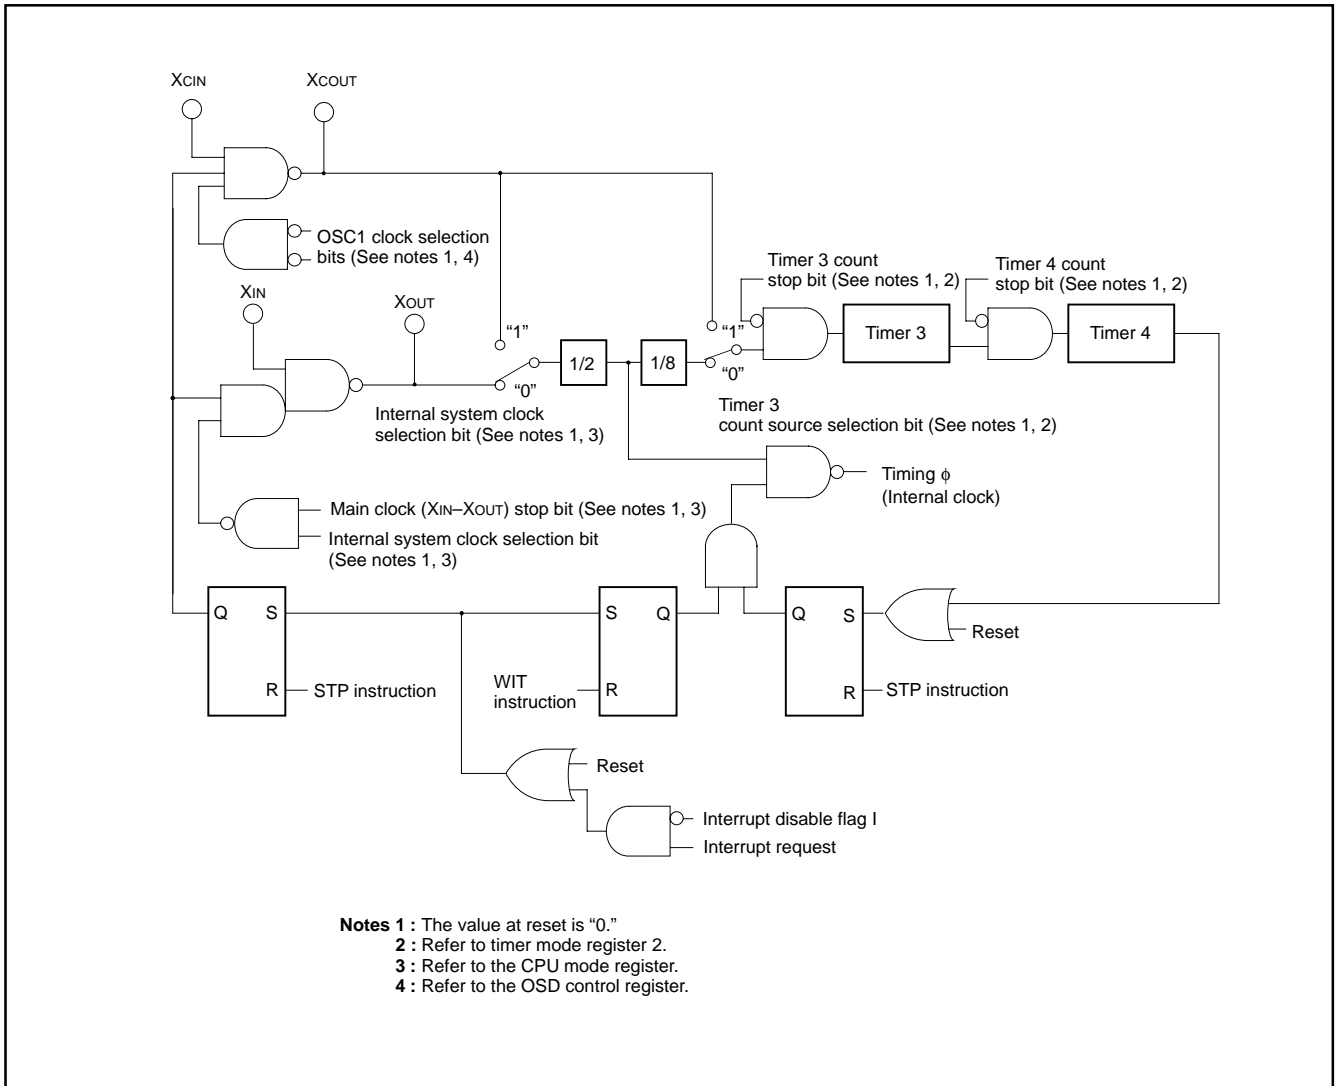 XCIN
XCOUT
OSC1 clock selection
bits (See notes 1, 4)
XIN
XOUT
“1”
“0”
Internal system clock
selection bit (See notes 1, 3)
1/2
1/8
“1”
“0”
Timer 3 count
stop bit (See notes 1, 2)
Timer 3
Timer 4 count
stop bit (See notes 1, 2)
Timer 4
Timer 3
count source selection bit (See notes 1, 2)
Timing ϕ
(Internal clock)
Main clock (XIN–XOUT) stop bit (See notes 1, 3)
Internal system clock selection bit
(See notes 1, 3)
Q
S
R
STP instruction
S
Q
WIT
instruction
R
Q
S
R
STP instruction
Reset
Reset
Interrupt disable flag I
Interrupt request
Notes 1 : The value at reset is “0.”
2 : Refer to timer mode register 2.
3 : Refer to the CPU mode register.
4 : Refer to the OSD control register.